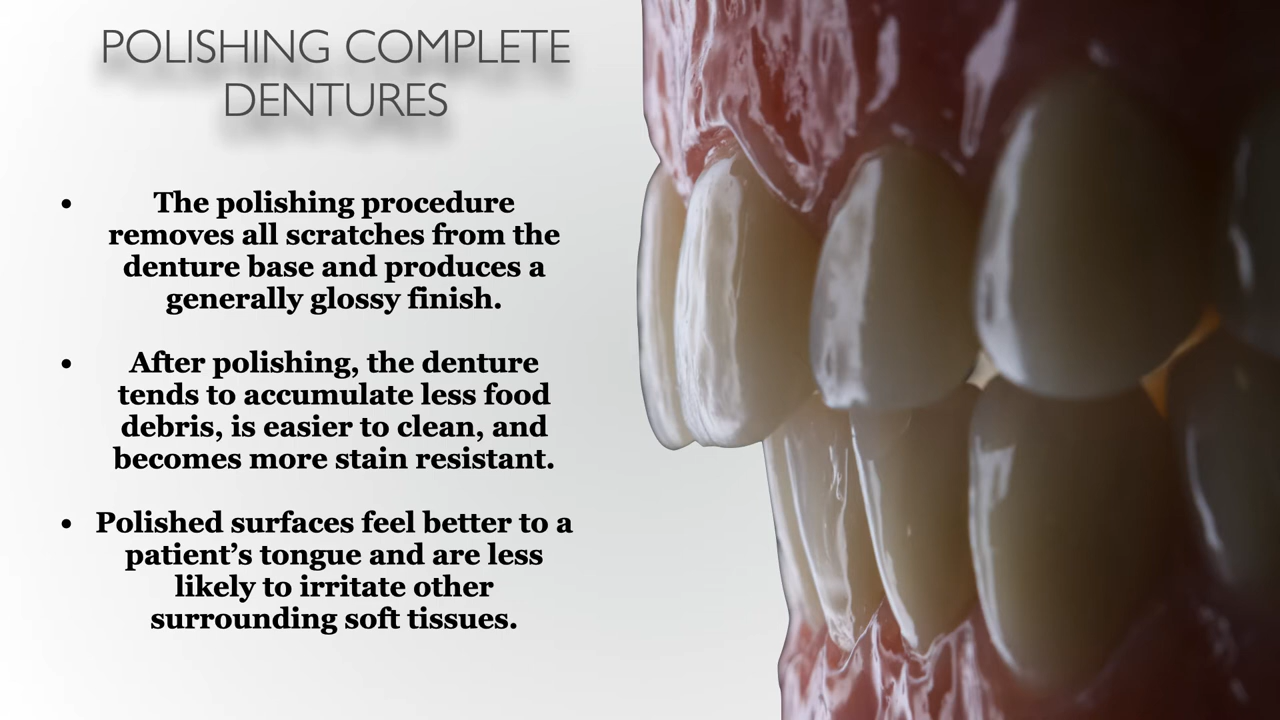 POLISHING COMPLETE
DENTURES
• The polishing procedure
removes all scratches from the
denture base and produces a
generally glossy finish.
• After polishing, the denture
tends to accumulate less food
debris, is easier to clean, and
becomes more stain resistant.
• Polished surfaces feel better to a
patient’s tongue and are less
likely to irritate other
surrounding soft tissues.